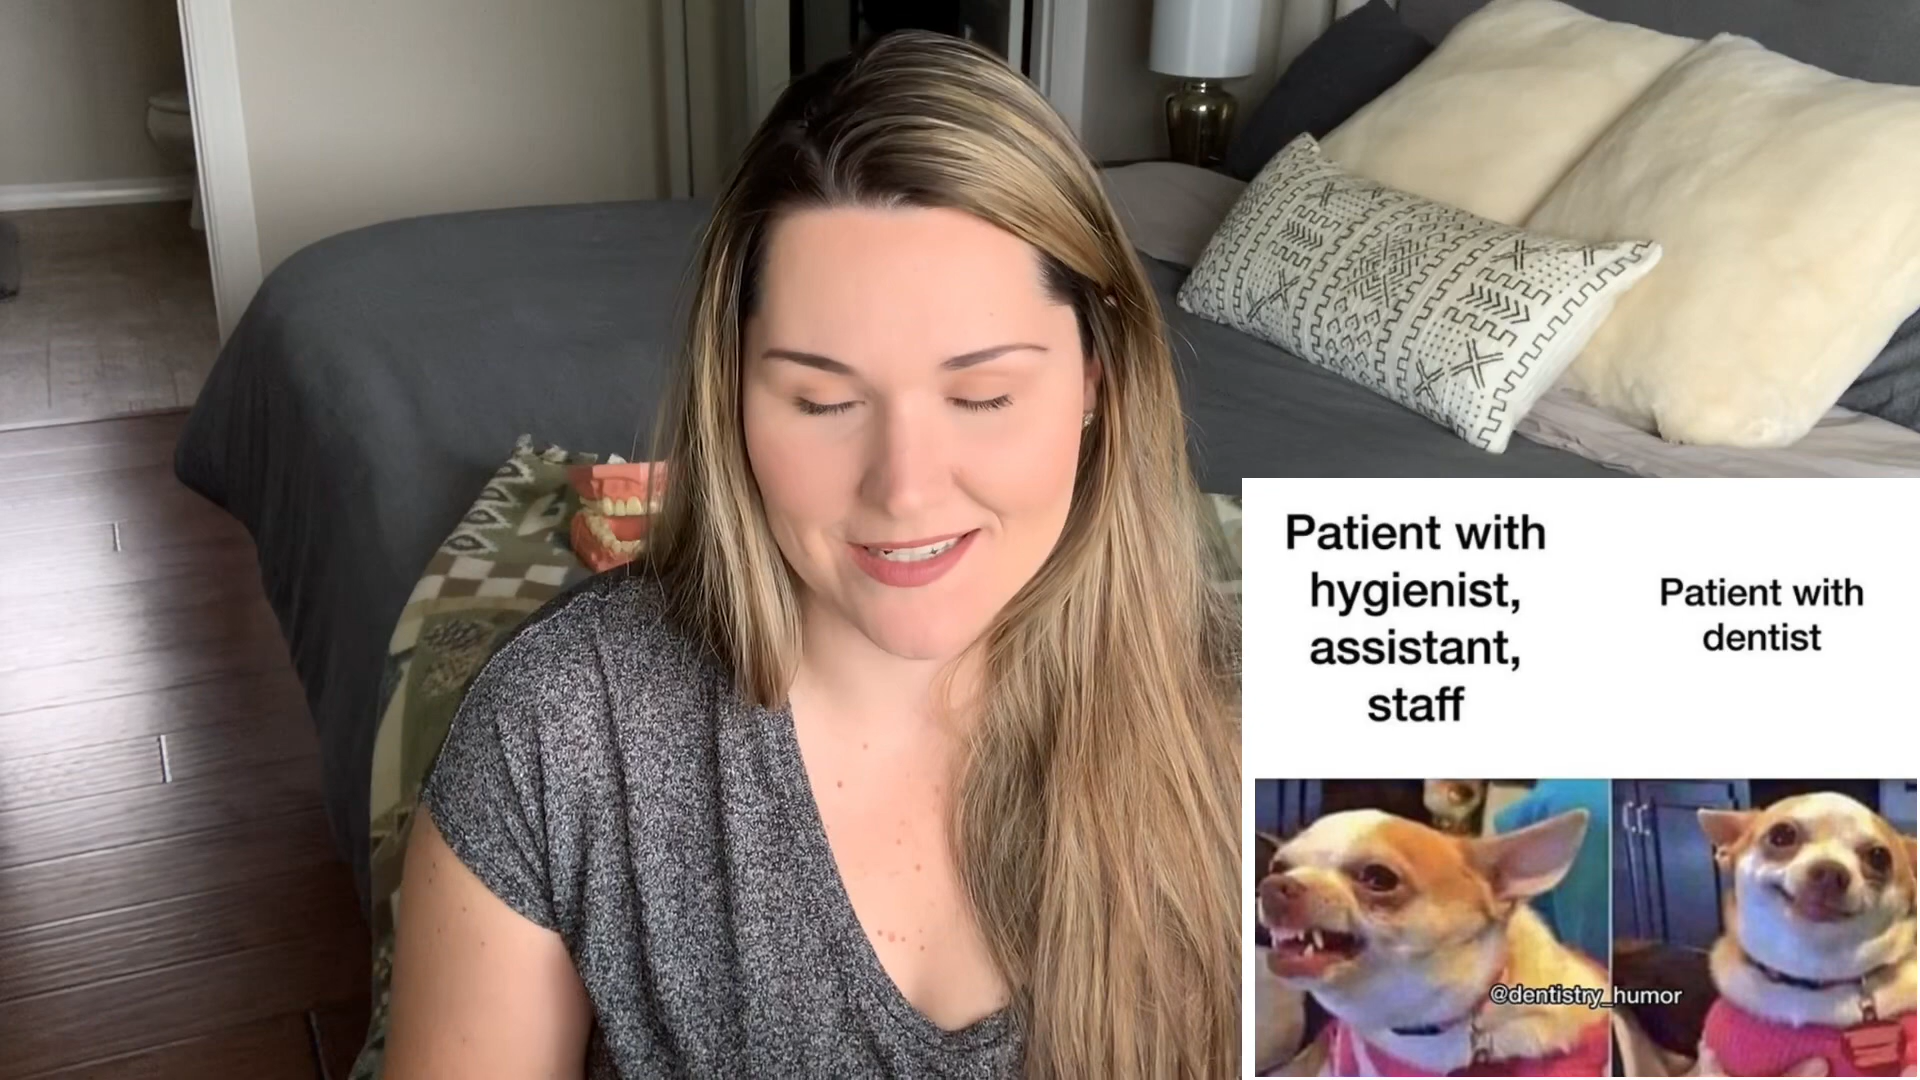 Patient with
hygienist,
assistant,
staff
Patient with
dentist
@dentistry_humor